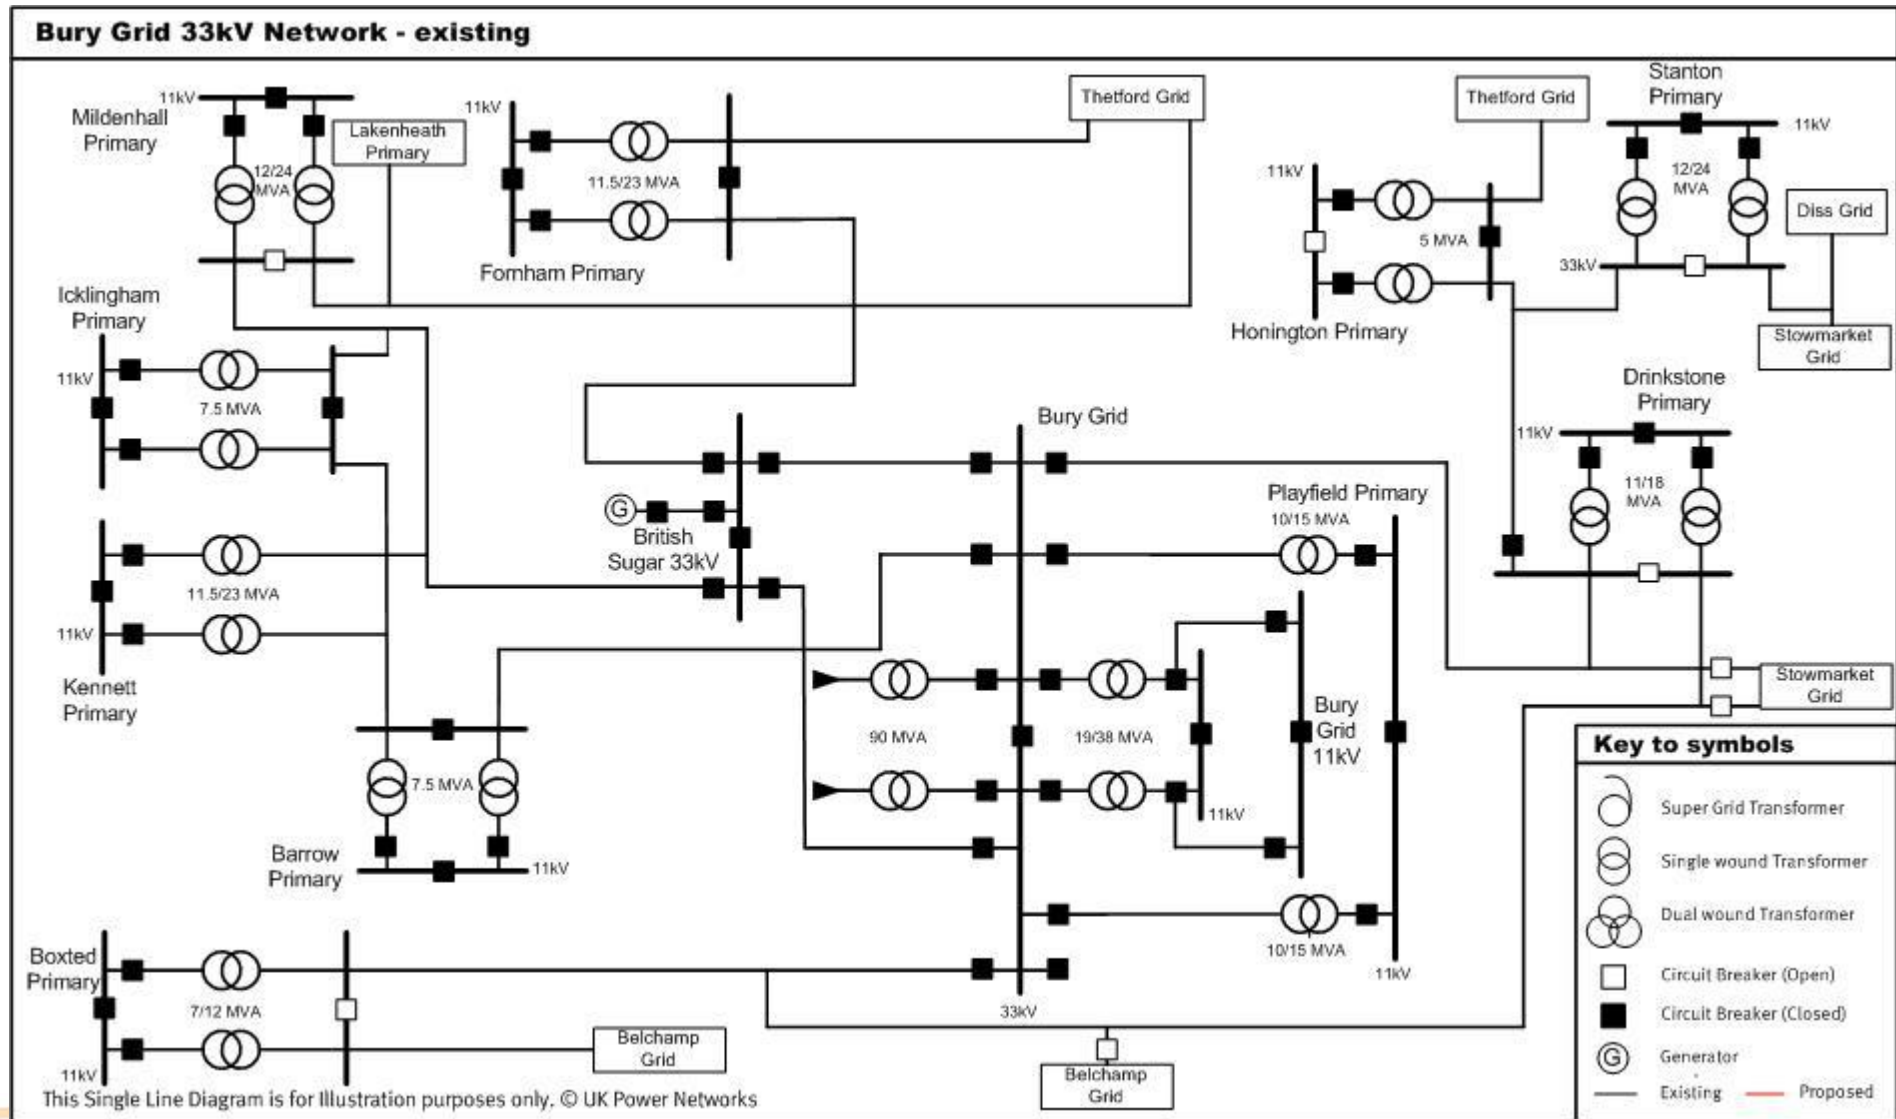 Bury Grid 33kV Network - existing
11kV
Mildenhall
Primary
Lakenheath
Primary
12/24
MVA
11kV
11.5/23 MVA
Fornham Primary
Thetford Grid
Thetford Grid
11kV
5 MVA
Honington Primary
Stanton
Primary
11kV
12/24
MVA
33kV
Diss Grid
Stowmarket
Grid
Icklingham
Primary
11kV
7.5 MVA
11.5/23 MVA
11kV
Kennett
Primary
G
British
Sugar 33kV
Bury Grid
Playfield Primary
10/15 MVA
Drinkstone
Primary
11kV
11/18
MVA
Stowmarket
Grid
90 MVA
19/38 MVA
11kV
Bury
Grid
11kV
7.5 MVA
Barrow
Primary
11kV
10/15 MVA
11kV
33kV
Boxted
Primary
7/12 MVA
11kV
Belchamp
Grid
Belchamp
Grid
Key to symbols
Super Grid Transformer
Single wound Transformer
Dual wound Transformer
Circuit Breaker (Open)
Circuit Breaker (Closed)
G Generator
Existing Proposed
This Single Line Diagram is for Illustration purposes only. © UK Power Networks